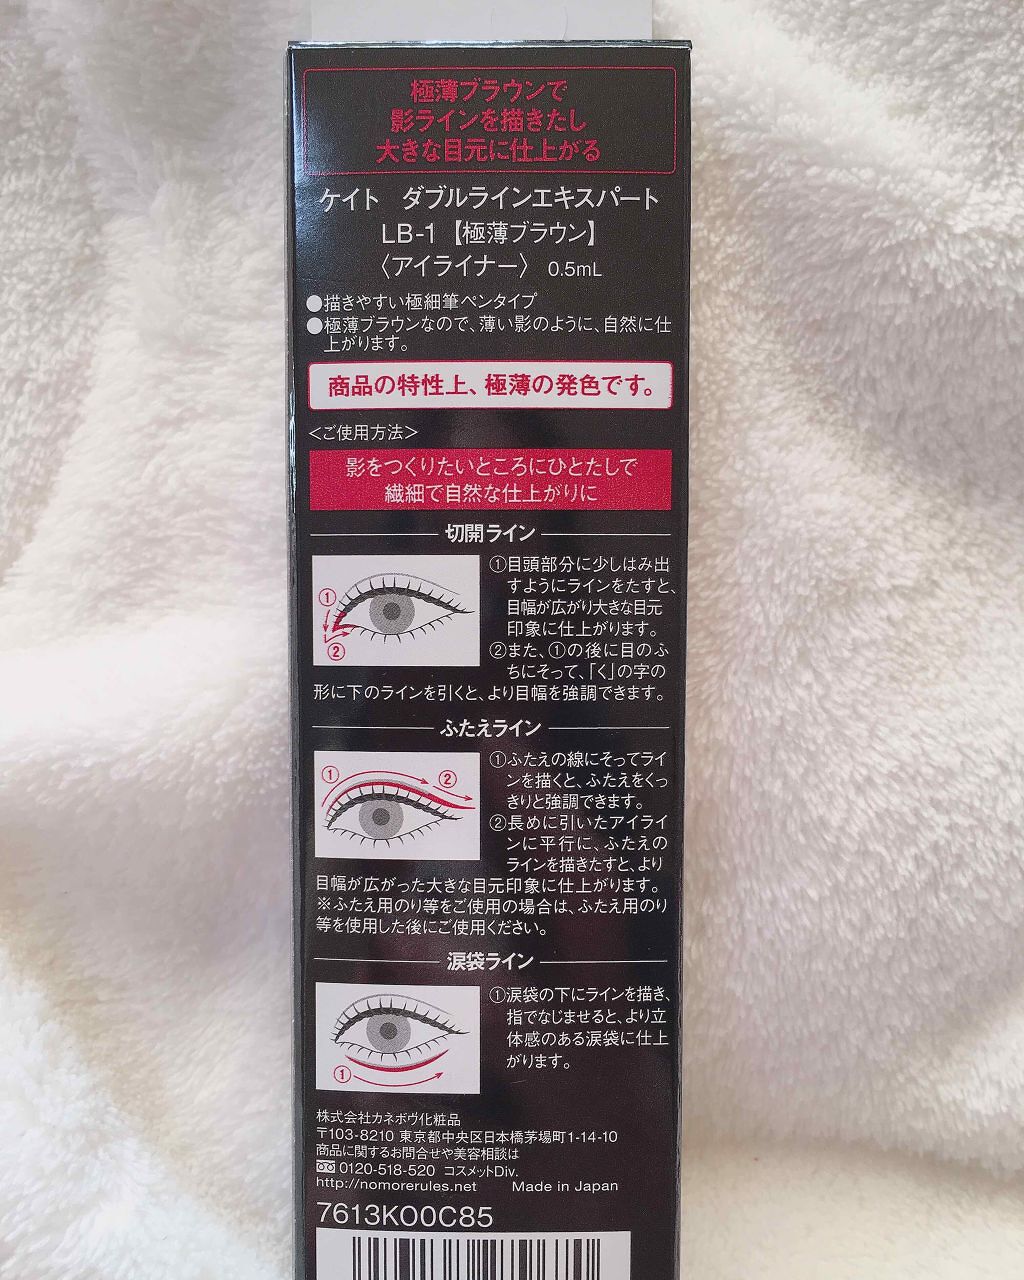 極薄ブラウンで
影ラインを描きたし
大きな目元に仕上がる
ケイト ダブルラインエキスパート
LB-1【極薄ブラウン】
〈アイライナー〉 0.5mL
●描きやすい極細筆ペンタイプ
●極薄ブラウンなので、薄い影のように、自然に仕
上がります。
商品の特性上、極薄の発色です。
<ご使用方法>
影をつくりたいところにひとたしで
繊細で自然な仕上がりに
切開ライン
①目頭部分に少しはみ出
すようにラインをたすと、
目幅が広がり大きな目元
印象に仕上がります。
②また、①の後に目のふ
ちにそって、「く」の字の
形に下のラインを引くと、より目幅を強調できます。
①
②
ふたえライン
①ふたえの線にそってライ
ンを描くと、ふたえをくっ
きりと強調できます。
②長めに引いたアイライ
ンに平行に、ふたえの
ラインを描きたすと、より
目幅が広がった大きな目元印象に仕上がります。
※ふたえ用のり等をご使用の場合は、ふたえ用のり
等を使用した後にご使用ください。
① ②
涙袋ライン
①涙袋の下にラインを描き、
指でなじませると、より立
体感のある涙袋に仕上
がります。
①
株式会社カネボウ化粧品
〒103-8210 東京都中央区日本橋茅場町1-14-10
商品に関するお問合せや美容相談は
0120-518-520 コスメットDiv.
http://nomorerules.net Made in Japan
7613KO0C85